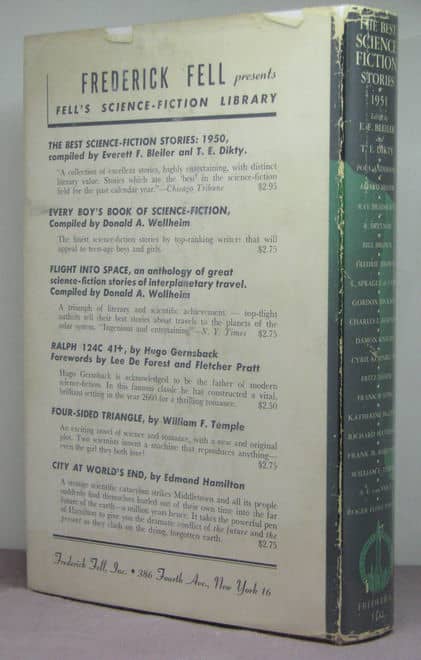 FREDERICK FELL presents
FELL'S SCIENCE-FICTION LIBRARY
THE BEST SCIENCE-FICTION STORIES: 1950,
compiled by Everett F. Bleiler and T. E. Dikty.
"A collection of excellent stories, highly entertaining, with distinct
literary value. Stories which are the 'best' in the science-fiction
field for the past calendar year."—Chicago Tribune $2.95
EVERY BOY'S BOOK OF SCIENCE-FICTION,
Compiled by Donald A. Wollheim
The finest science-fiction stories by top-ranking writers that will
appeal to teen-age boys and girls. $2.75
FLIGHT INTO SPACE, an anthology of great
science-fiction stories of interplanetary travel.
Compiled by Donald A. Wollheim
A triumph of literary and scientific achievement — top-flight
authors tell their best stories about travels to the planets of the
solar system. "Ingenious and entertaining"—N. Y. Times $2.75
RALPH 124C 41+, by Hugo Gernsback
Forewords by Lee De Forest and Fletcher Pratt
Hugo Gernsback is acknowledged to be the father of modern
science-fiction. In this famous classic he has constructed a vital,
brilliant setting in the year 2660 for a thrilling romance. $2.50
FOUR-SIDED TRIANGLE, by William F. Temple
An exciting novel of science and romance, with a new and original
plot. Two scientists invent a machine that reproduces anything—
even the girl they both love! $2.75
CITY AT WORLD'S END, by Edmond Hamilton
A strange scientific cataclysm strikes Middletown and all its people
suddenly find themselves hurled out of their own time into the far
future of the earth—a million years hence. It takes the powerful pen
of Hamilton to give you the dramatic conflict of the future and the
present as they clash on the dying, forgotten earth. $2.75
Frederick Fell, Inc. • 386 Fourth Ave., New York 16
THE BEST
SCIENCE
FICTION
STORIES
1951
Edited by
E. F. BLEILER
and
T. E. DIKTY
POUL
RAY
BILL BROWN
FREDRIC
L. SPRAGUE
GORDON
CHARLES L.
DAMON
CYRIL
FRITZ
FRANK M.
KATHERINE
RICHARD
FRANK M.
WILLIAM
ROGER